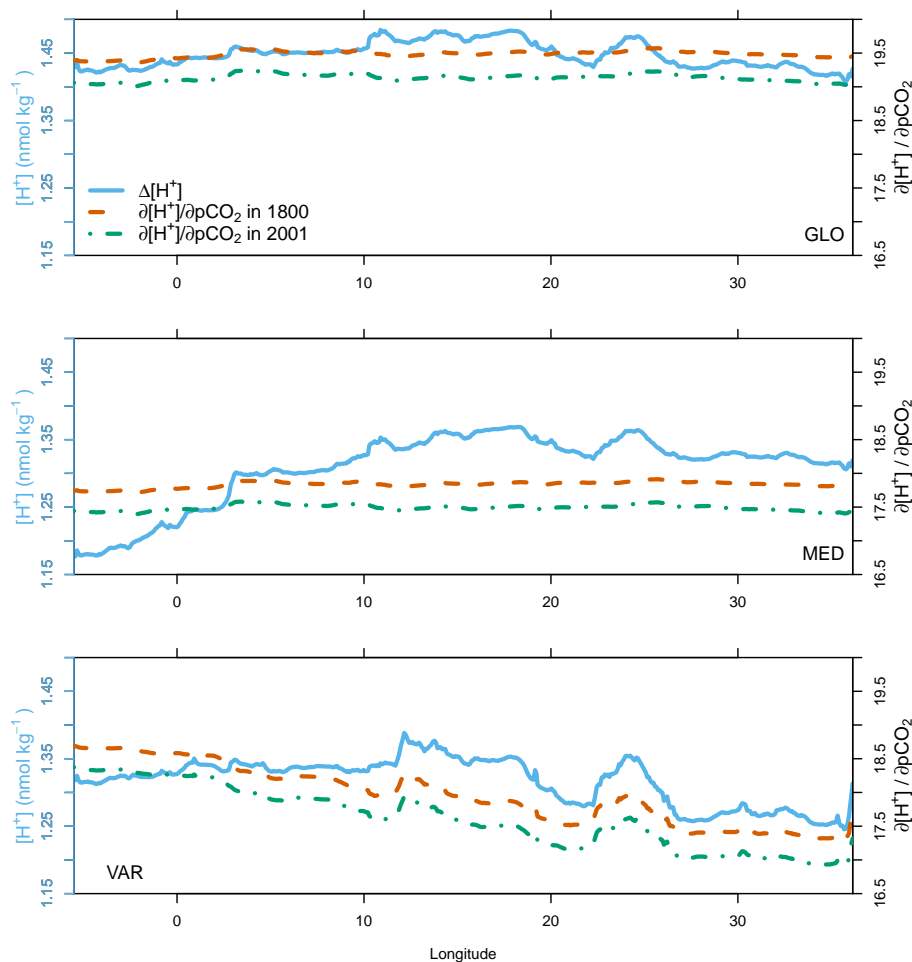 [H⁺] (nmol kg⁻¹ )
1.15 1.25 1.35 1.45
∂[H⁺] / ∂pCO₂
16.5 17.5 18.5 19.5
Δ[H⁺]
∂[H⁺]/∂pCO₂ in 1800
∂[H⁺]/∂pCO₂ in 2001
GLO
0 10 20 30
[H⁺] (nmol kg⁻¹ )
1.15 1.25 1.35 1.45
∂[H⁺] / ∂pCO₂
16.5 17.5 18.5 19.5
MED
0 10 20 30
[H⁺] (nmol kg⁻¹ )
1.15 1.25 1.35 1.45
∂[H⁺] / ∂pCO₂
16.5 17.5 18.5 19.5
VAR
0 10 20 30
Longitude